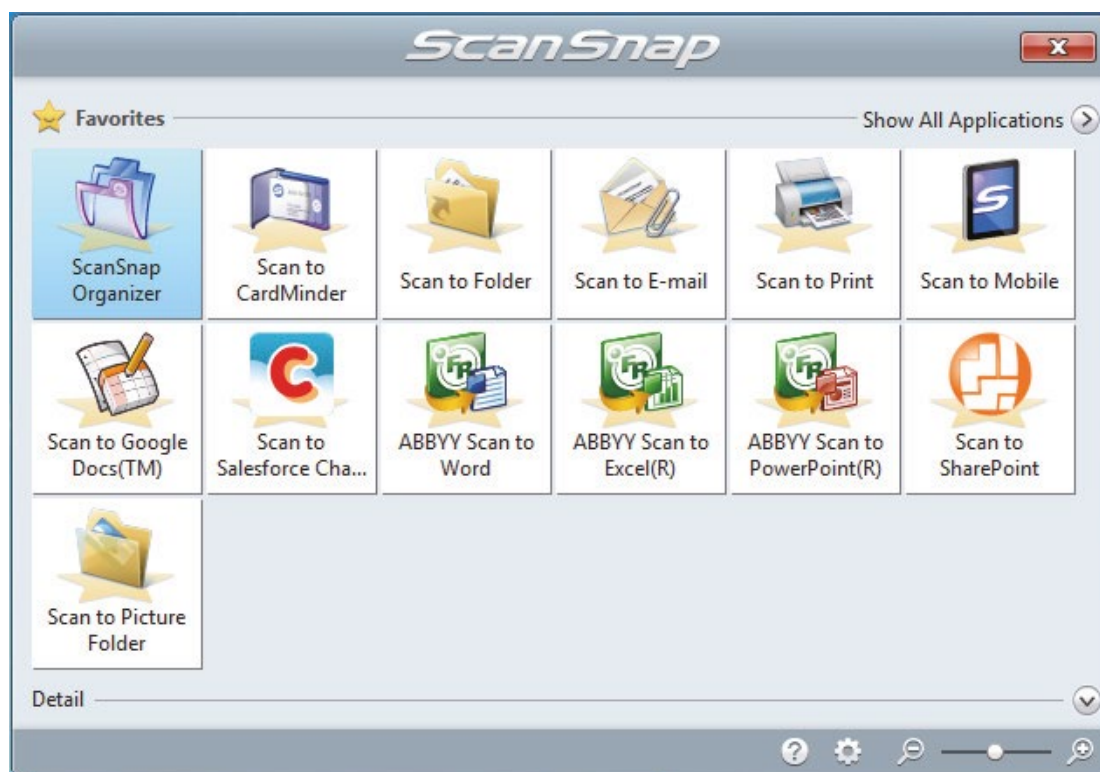 ScanSnap
Favorites
Show All Applications
ScanSnap
Organizer
Scan to
CardMinder
Scan to Folder
Scan to E-mail
Scan to Print
Scan to Mobile
Scan to Google
Docs(TM)
Scan to
Salesforce Cha...
ABBYY Scan to
Word
ABBYY Scan to
Excel(R)
ABBYY Scan to
PowerPoint(R)
Scan to
SharePoint
Scan to Picture
Folder
Detail